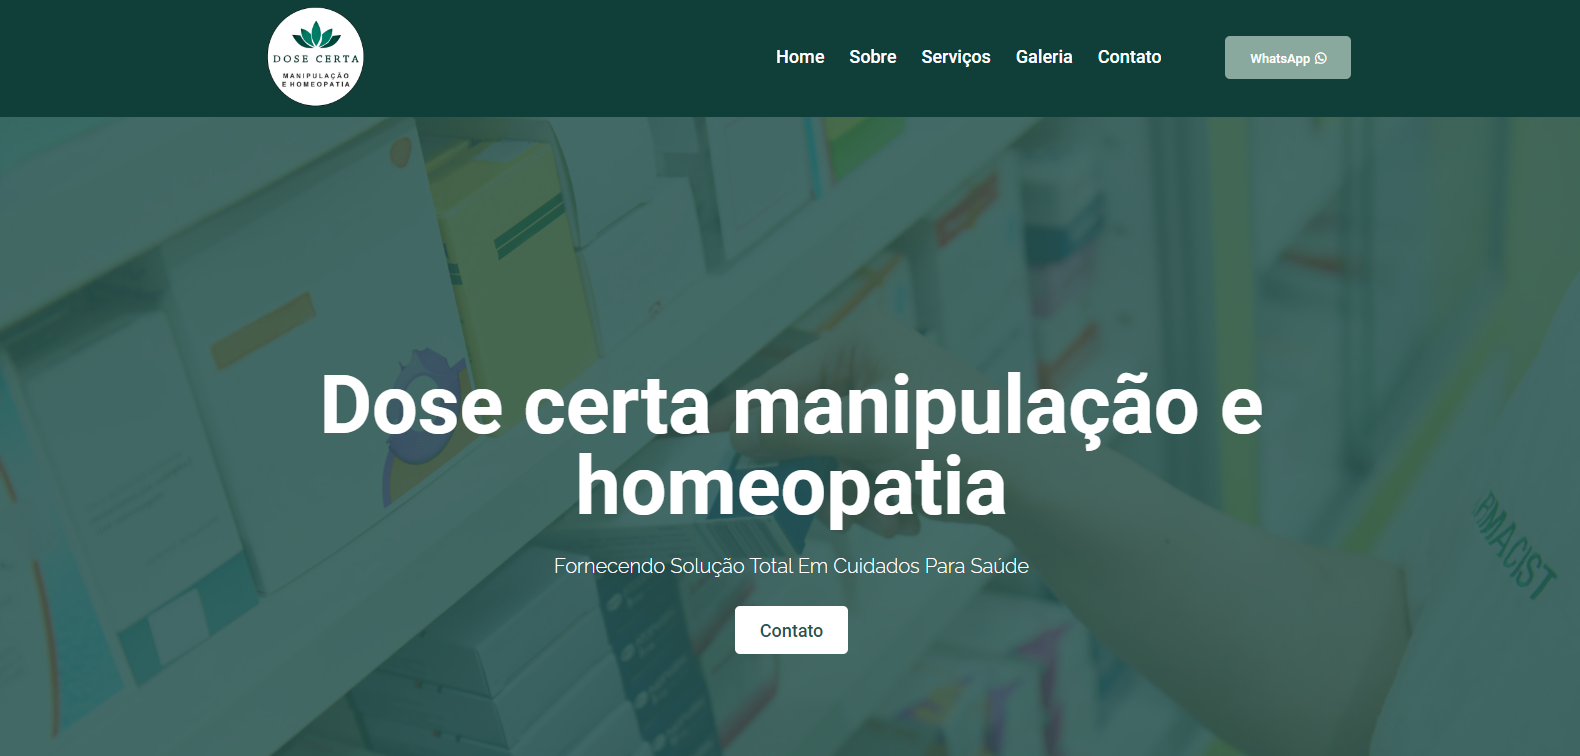 DOSE CERTA
MANIPULAÇÃO
E HOMEOPATIA
Home Sobre Serviços Galeria Contato
WhatsApp
Dose certa manipulação e
homeopatia
Fornecendo Solução Total Em Cuidados Para Saúde
Contato